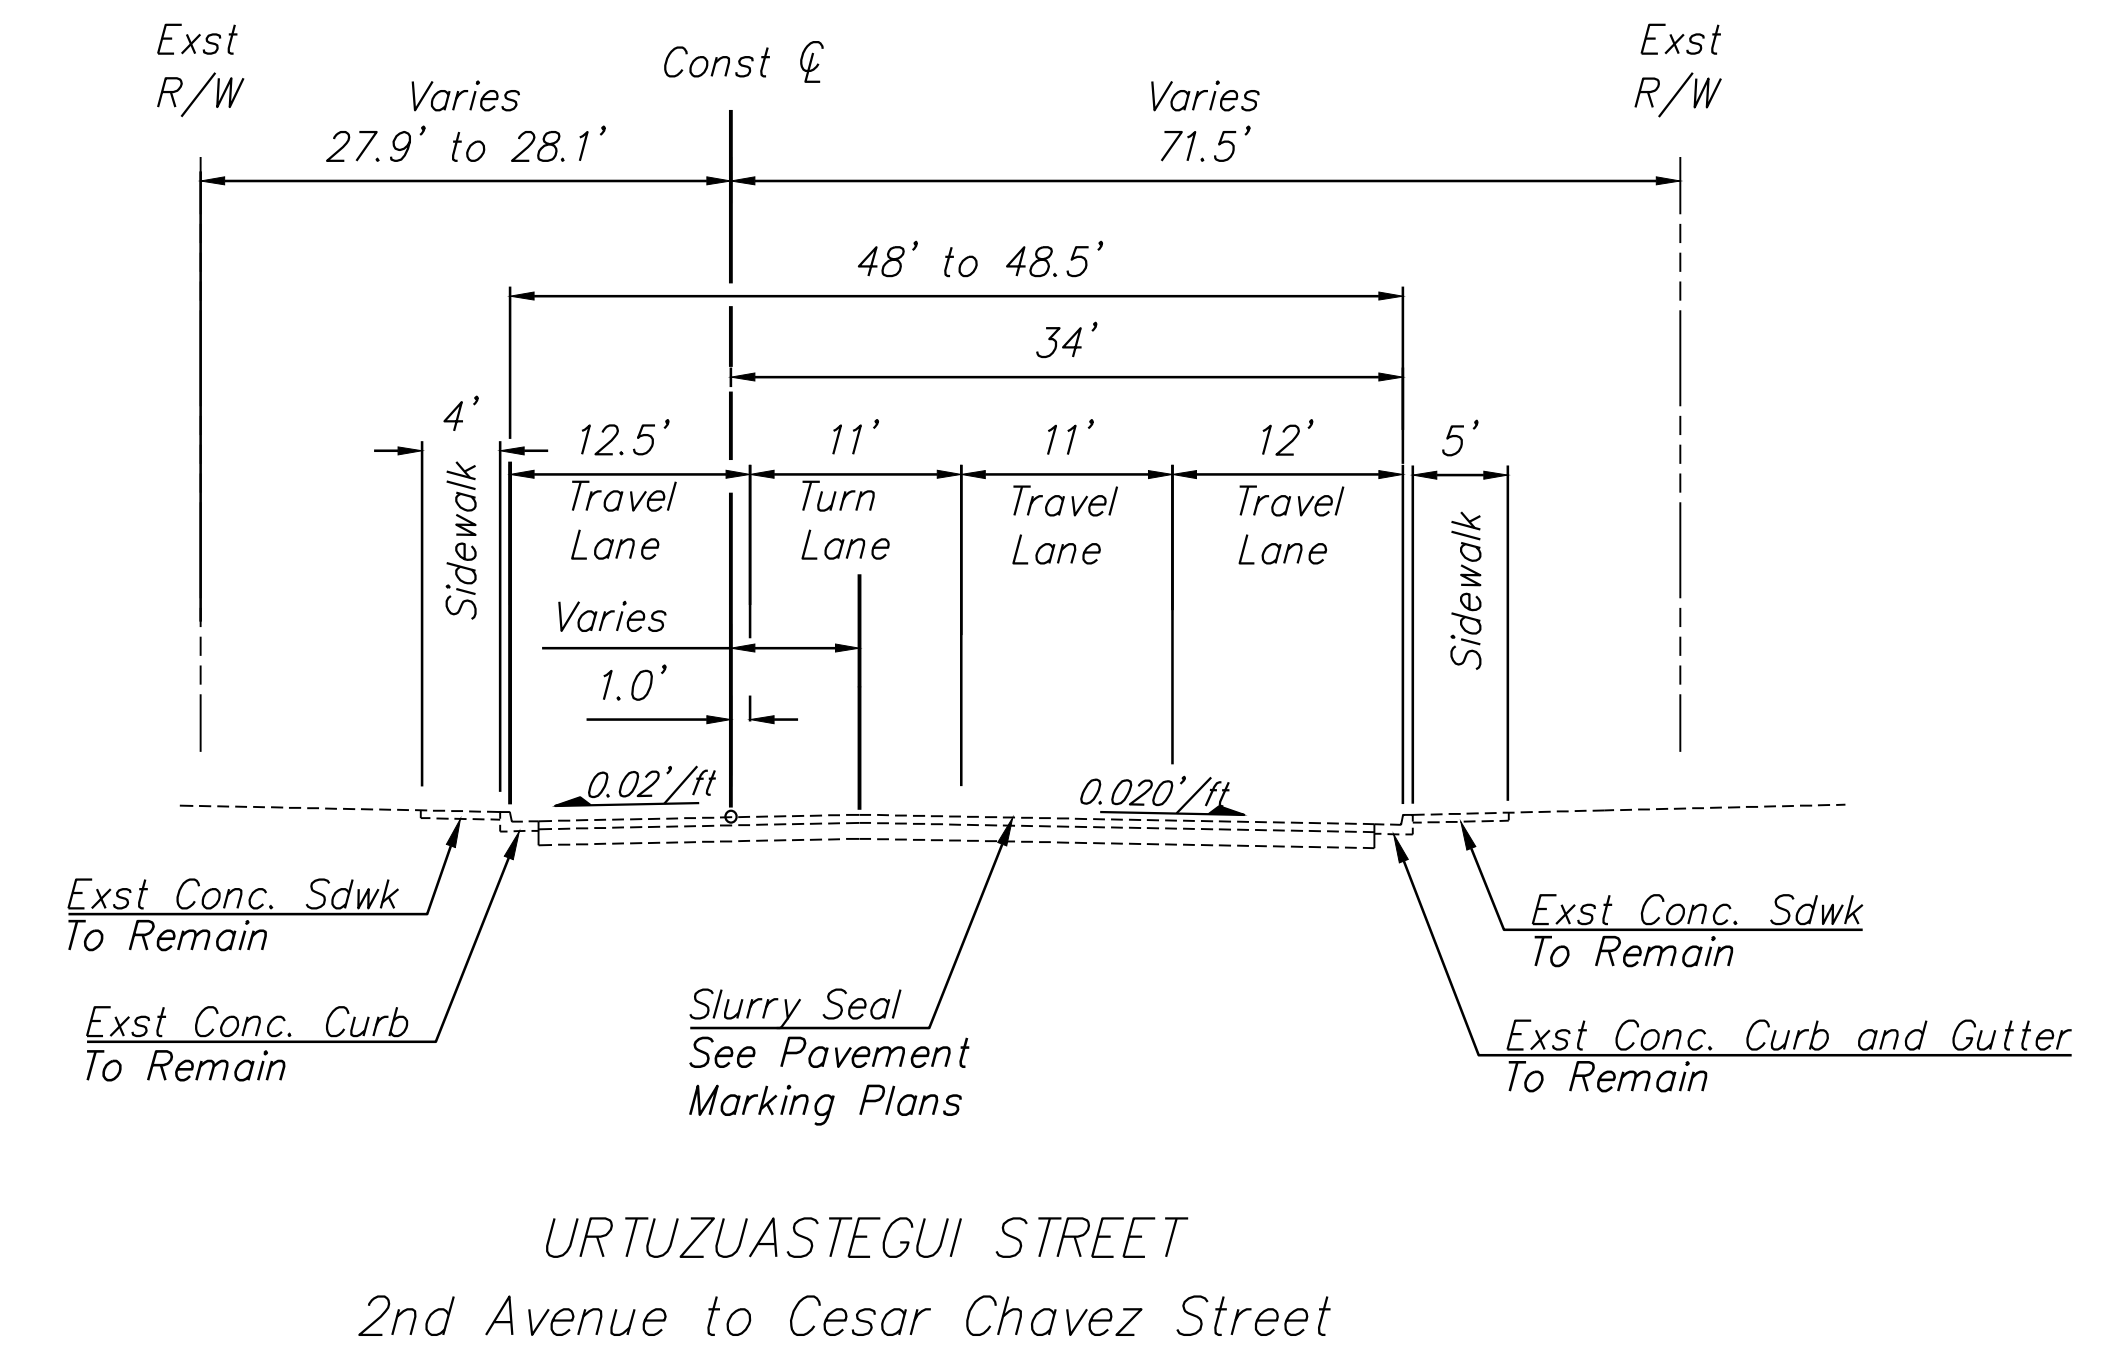 Exst
R/W
Const ℄
Exst
R/W
Varies
27.9' to 28.1'
Varies
71.5'
48' to 48.5'
34'
4'
12.5'
11'
11'
12'
5'
Sidewalk
Travel
Lane
Turn
Lane
Travel
Lane
Travel
Lane
Sidewalk
Varies
1.0'
0.02'/ft
0.020'/ft
Exst Conc. Sdwk
To Remain
Exst Conc. Curb
To Remain
Slurry Seal
See Pavement
Marking Plans
Exst Conc. Sdwk
To Remain
Exst Conc. Curb and Gutter
To Remain
URTUZUASTEGUI STREET
2nd Avenue to Cesar Chavez Street